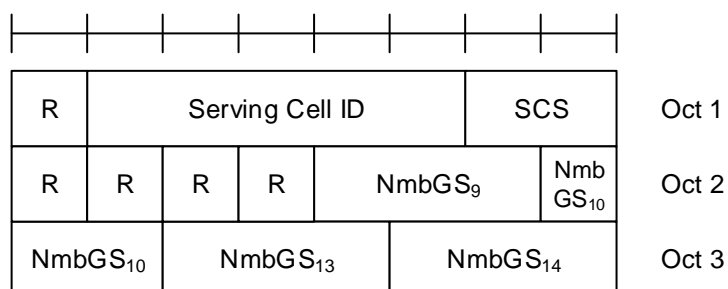 R Serving Cell ID SCS Oct 1
R R R R NmbGS₉ Nmb GS₁₀ Oct 2
NmbGS₁₀ NmbGS₁₃ NmbGS₁₄ Oct 3